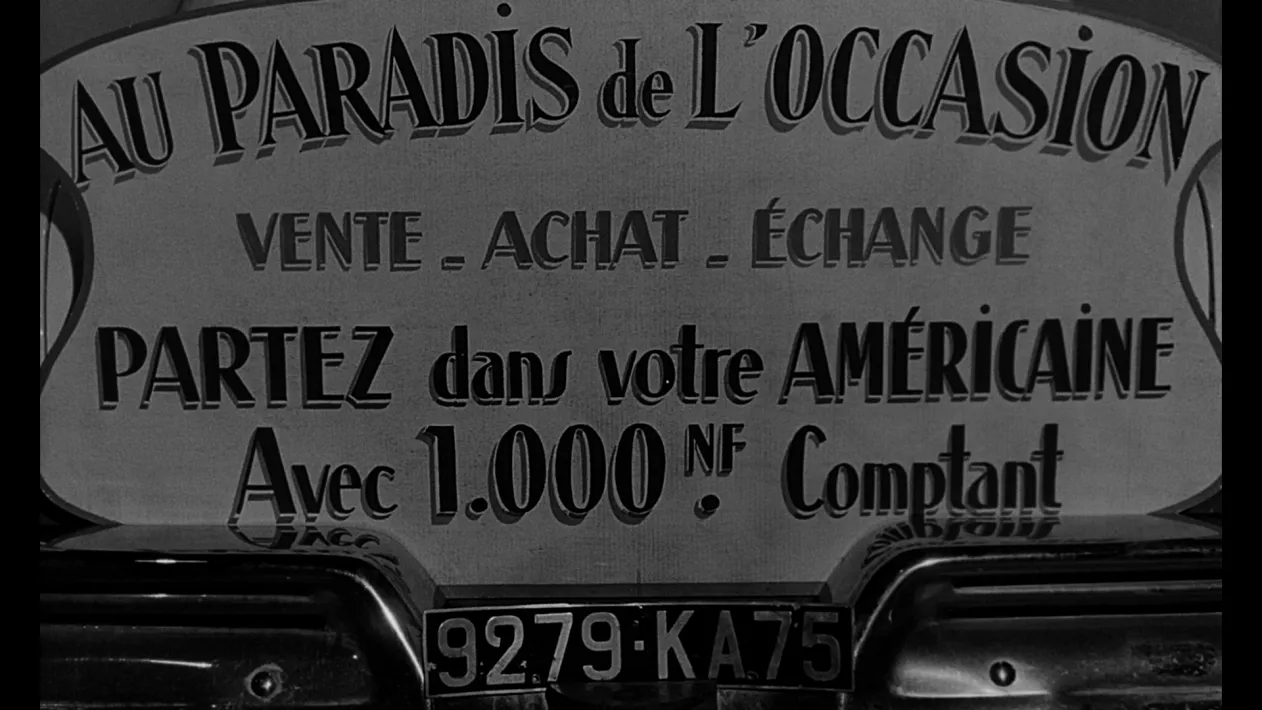 AU PARADIS de L'OCCASION
VENTE - ACHAT - ÉCHANGE
PARTEZ dans votre AMÉRICAINE
Avec 1.000 NF. Comptant
9279·KA75